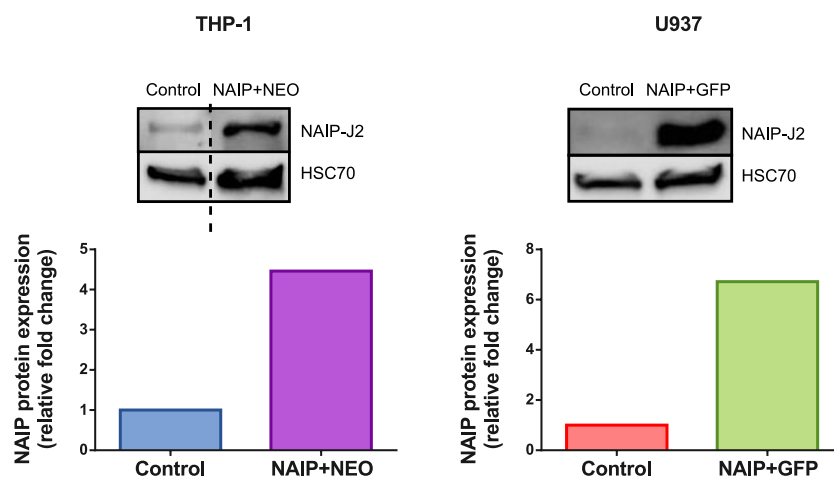 THP-1
Control NAIP+NEO
NAIP-J2
HSC70
NAIP protein expression
(relative fold change)
5
4
3
2
1
0
Control NAIP+NEO
U937
Control NAIP+GFP
NAIP-J2
HSC70
NAIP protein expression
(relative fold change)
8
6
4
2
0
Control NAIP+GFP